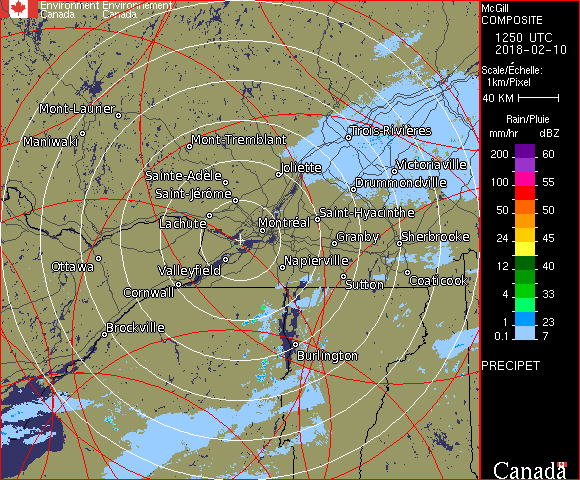 Environment Environnement
Canada Canada
McGill
COMPOSITE
1250 UTC
2018-02-10
Scale/Échelle:
1km/Pixel
40 KM
Rain/Pluie
mm/hr dBZ
200 60
100 55
50 50
24 45
12 40
4 33
1 23
0.1 7
PRECIPET
Canada
Mont-Laurier
Maniwaki
Mont-Tremblant
Trois-Rivières
Joliette
Victoriaville
Sainte-Adèle
Drummondville
Saint-Jérôme
Lachute
Saint-Hyacinthe
Montréal
Granby
Sherbrooke
Ottawa
Valleyfield
Napierville
Sutton
Coaticook
Cornwall
Brockville
Burlington